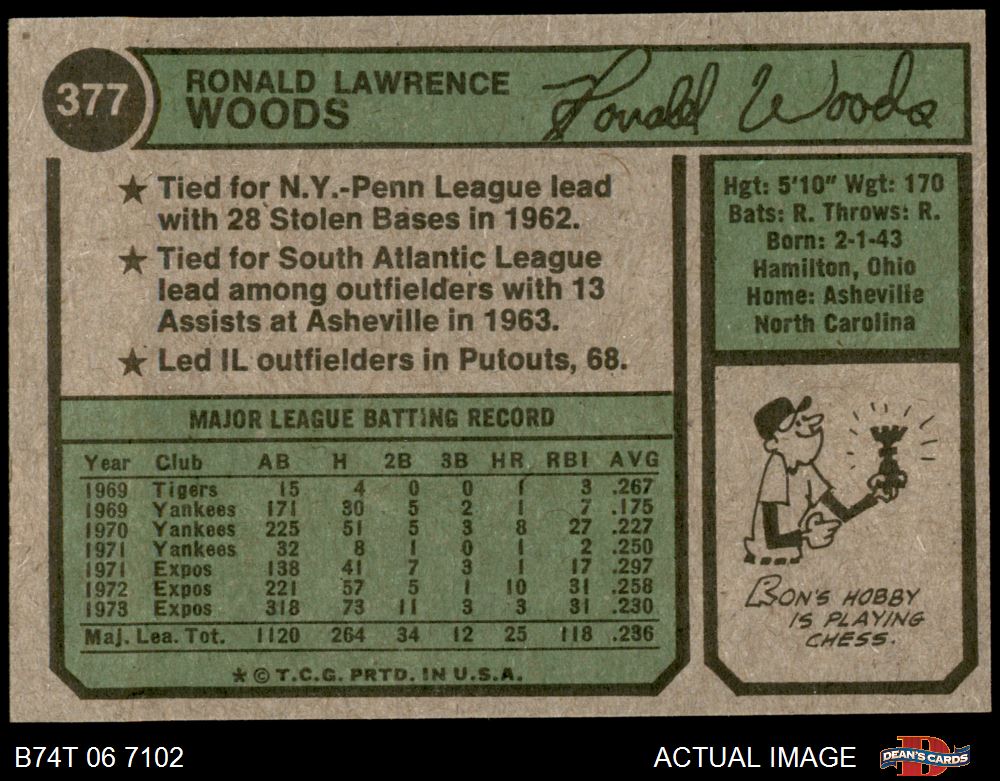 377
RONALD LAWRENCE
WOODS
Ronald Woods
★ Tied for N.Y.-Penn League lead
with 28 Stolen Bases in 1962.
★ Tied for South Atlantic League
lead among outfielders with 13
Assists at Asheville in 1963.
★ Led IL outfielders in Putouts, 68.
Hgt: 5'10" Wgt: 170
Bats: R. Throws: R.
Born: 2-1-43
Hamilton, Ohio
Home: Asheville
North Carolina
MAJOR LEAGUE BATTING RECORD
Year Club AB H 2B 3B HR RBI AVG
1969 Tigers 15 4 0 0 1 3 .267
1969 Yankees 171 30 5 2 1 7 .175
1970 Yankees 225 51 5 3 8 27 .227
1971 Yankees 32 8 1 0 1 2 .250
1971 Expos 138 41 7 3 1 17 .297
1972 Expos 221 57 5 1 10 31 .258
1973 Expos 318 73 11 3 3 31 .230
Maj. Lea. Tot. 1120 264 34 12 25 118 .236
* © T.C.G. PRTD. IN U.S.A.
RON'S HOBBY
IS PLAYING
CHESS.
B74T 06 7102
ACTUAL IMAGE
DEAN'S CARDS